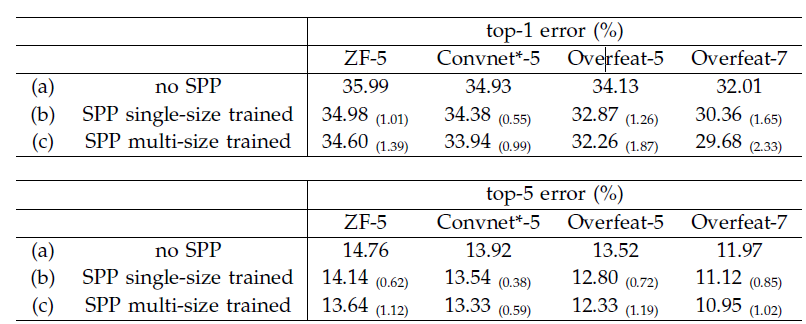 top-1 error (%)
ZF-5 Convnet*-5 Overfeat-5 Overfeat-7
(a) no SPP 35.99 34.93 34.13 32.01
(b) SPP single-size trained 34.98 (1.01) 34.38 (0.55) 32.87 (1.26) 30.36 (1.65)
(c) SPP multi-size trained 34.60 (1.39) 33.94 (0.99) 32.26 (1.87) 29.68 (2.33)
top-5 error (%)
ZF-5 Convnet*-5 Overfeat-5 Overfeat-7
(a) no SPP 14.76 13.92 13.52 11.97
(b) SPP single-size trained 14.14 (0.62) 13.54 (0.38) 12.80 (0.72) 11.12 (0.85)
(c) SPP multi-size trained 13.64 (1.12) 13.33 (0.59) 12.33 (1.19) 10.95 (1.02)